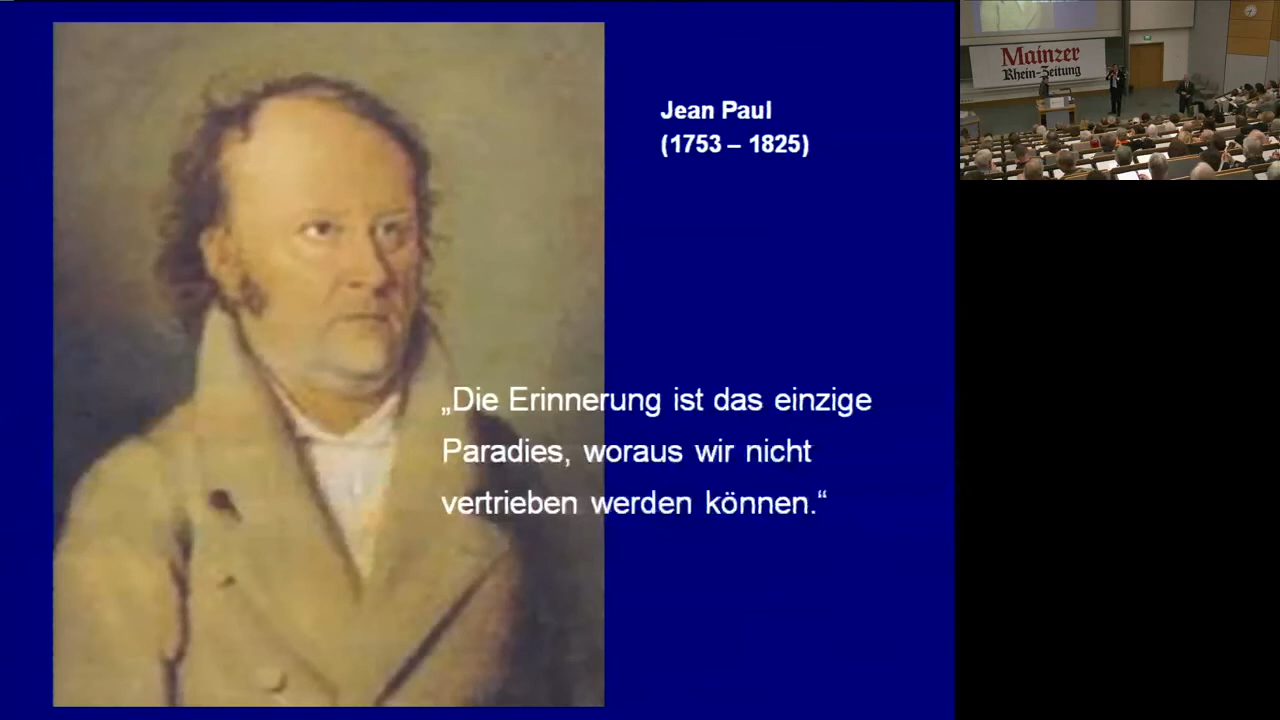 Jean Paul
(1753 – 1825)
„Die Erinnerung ist das einzige
Paradies, woraus wir nicht
vertrieben werden können.“
Mainzer
Rhein-Zeitung